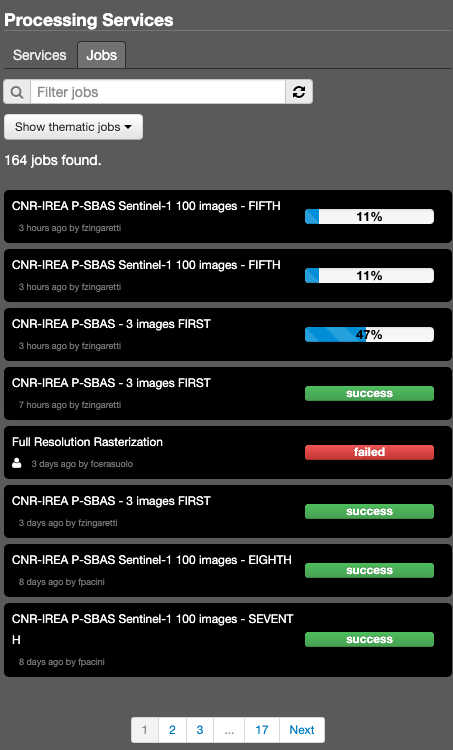 Processing Services
Services Jobs
Filter jobs
Show thematic jobs
164 jobs found.
CNR-IREA P-SBAS Sentinel-1 100 images - FIFTH
11%
3 hours ago by fzingaretti
CNR-IREA P-SBAS Sentinel-1 100 images - FIFTH
11%
3 hours ago by fzingaretti
CNR-IREA P-SBAS - 3 images FIRST
47%
3 hours ago by fzingaretti
CNR-IREA P-SBAS - 3 images FIRST
success
7 hours ago by fzingaretti
Full Resolution Rasterization
failed
3 days ago by fcerasuolo
CNR-IREA P-SBAS - 3 images FIRST
success
3 days ago by fzingaretti
CNR-IREA P-SBAS Sentinel-1 100 images - EIGHTH
success
8 days ago by fpacini
CNR-IREA P-SBAS Sentinel-1 100 images - SEVENT
H
success
8 days ago by fpacini
1 2 3 ... 17 Next